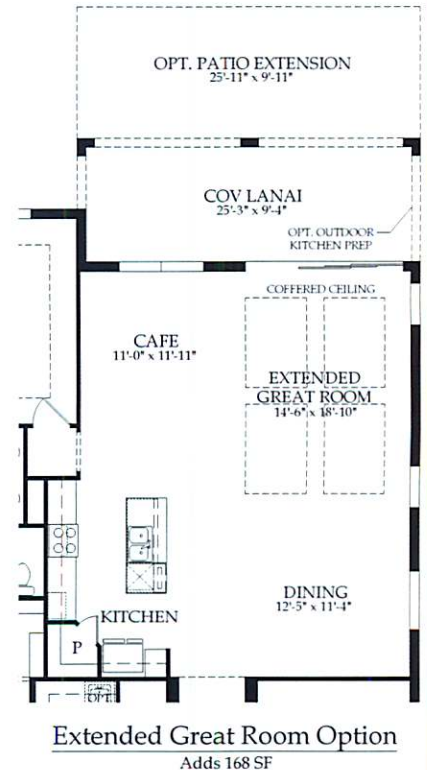 OPT. PATIO EXTENSION
25'-11" x 9'-11"
COV LANAI
25'-3" x 9'-4"
OPT. OUTDOOR
KITCHEN PREP
COFFERED CEILING
CAFE
11'-0" x 11'-11"
EXTENDED
GREAT ROOM
14'-6" x 18'-10"
DINING
12'-5" x 11'-4"
KITCHEN
P
OPT.
Extended Great Room Option
Adds 168 SF